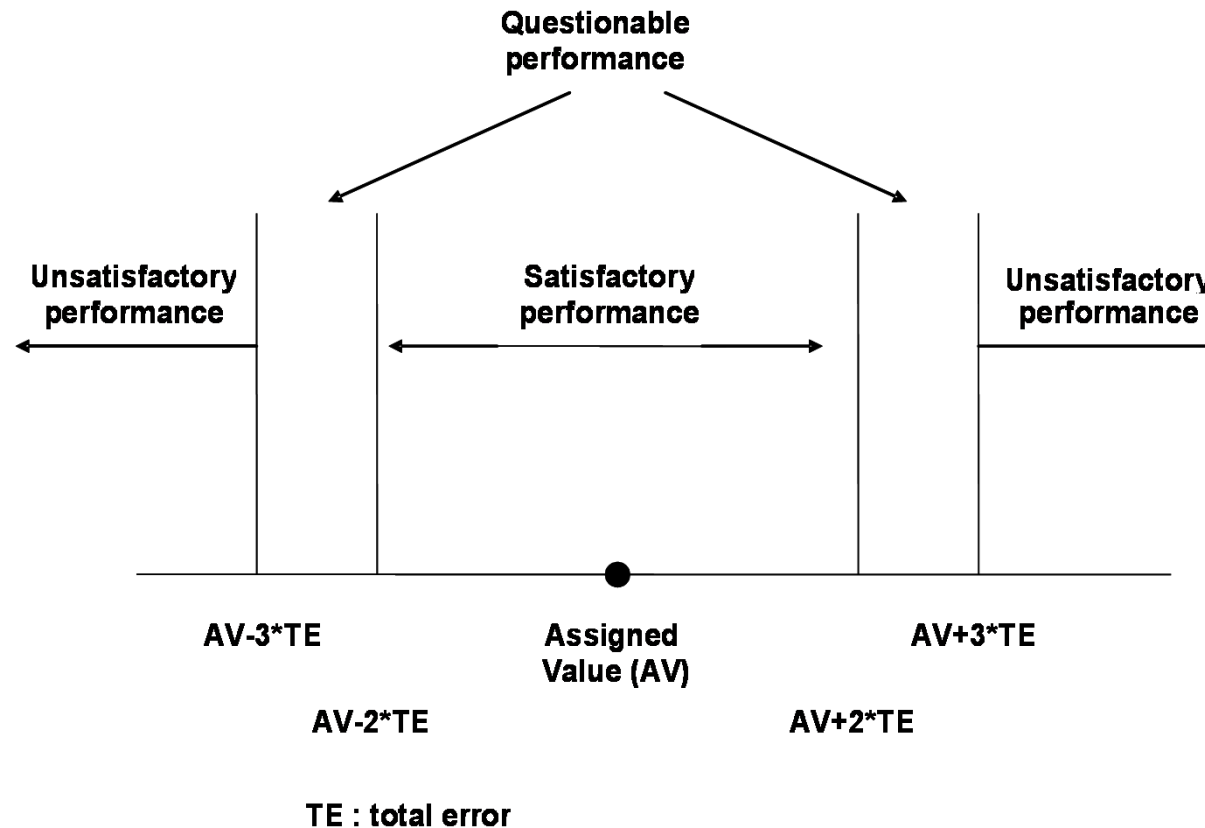 Questionable
performance
Unsatisfactory
performance
Satisfactory
performance
Unsatisfactory
performance
AV-3*TE
Assigned
Value (AV)
AV+3*TE
AV-2*TE
AV+2*TE
TE : total error